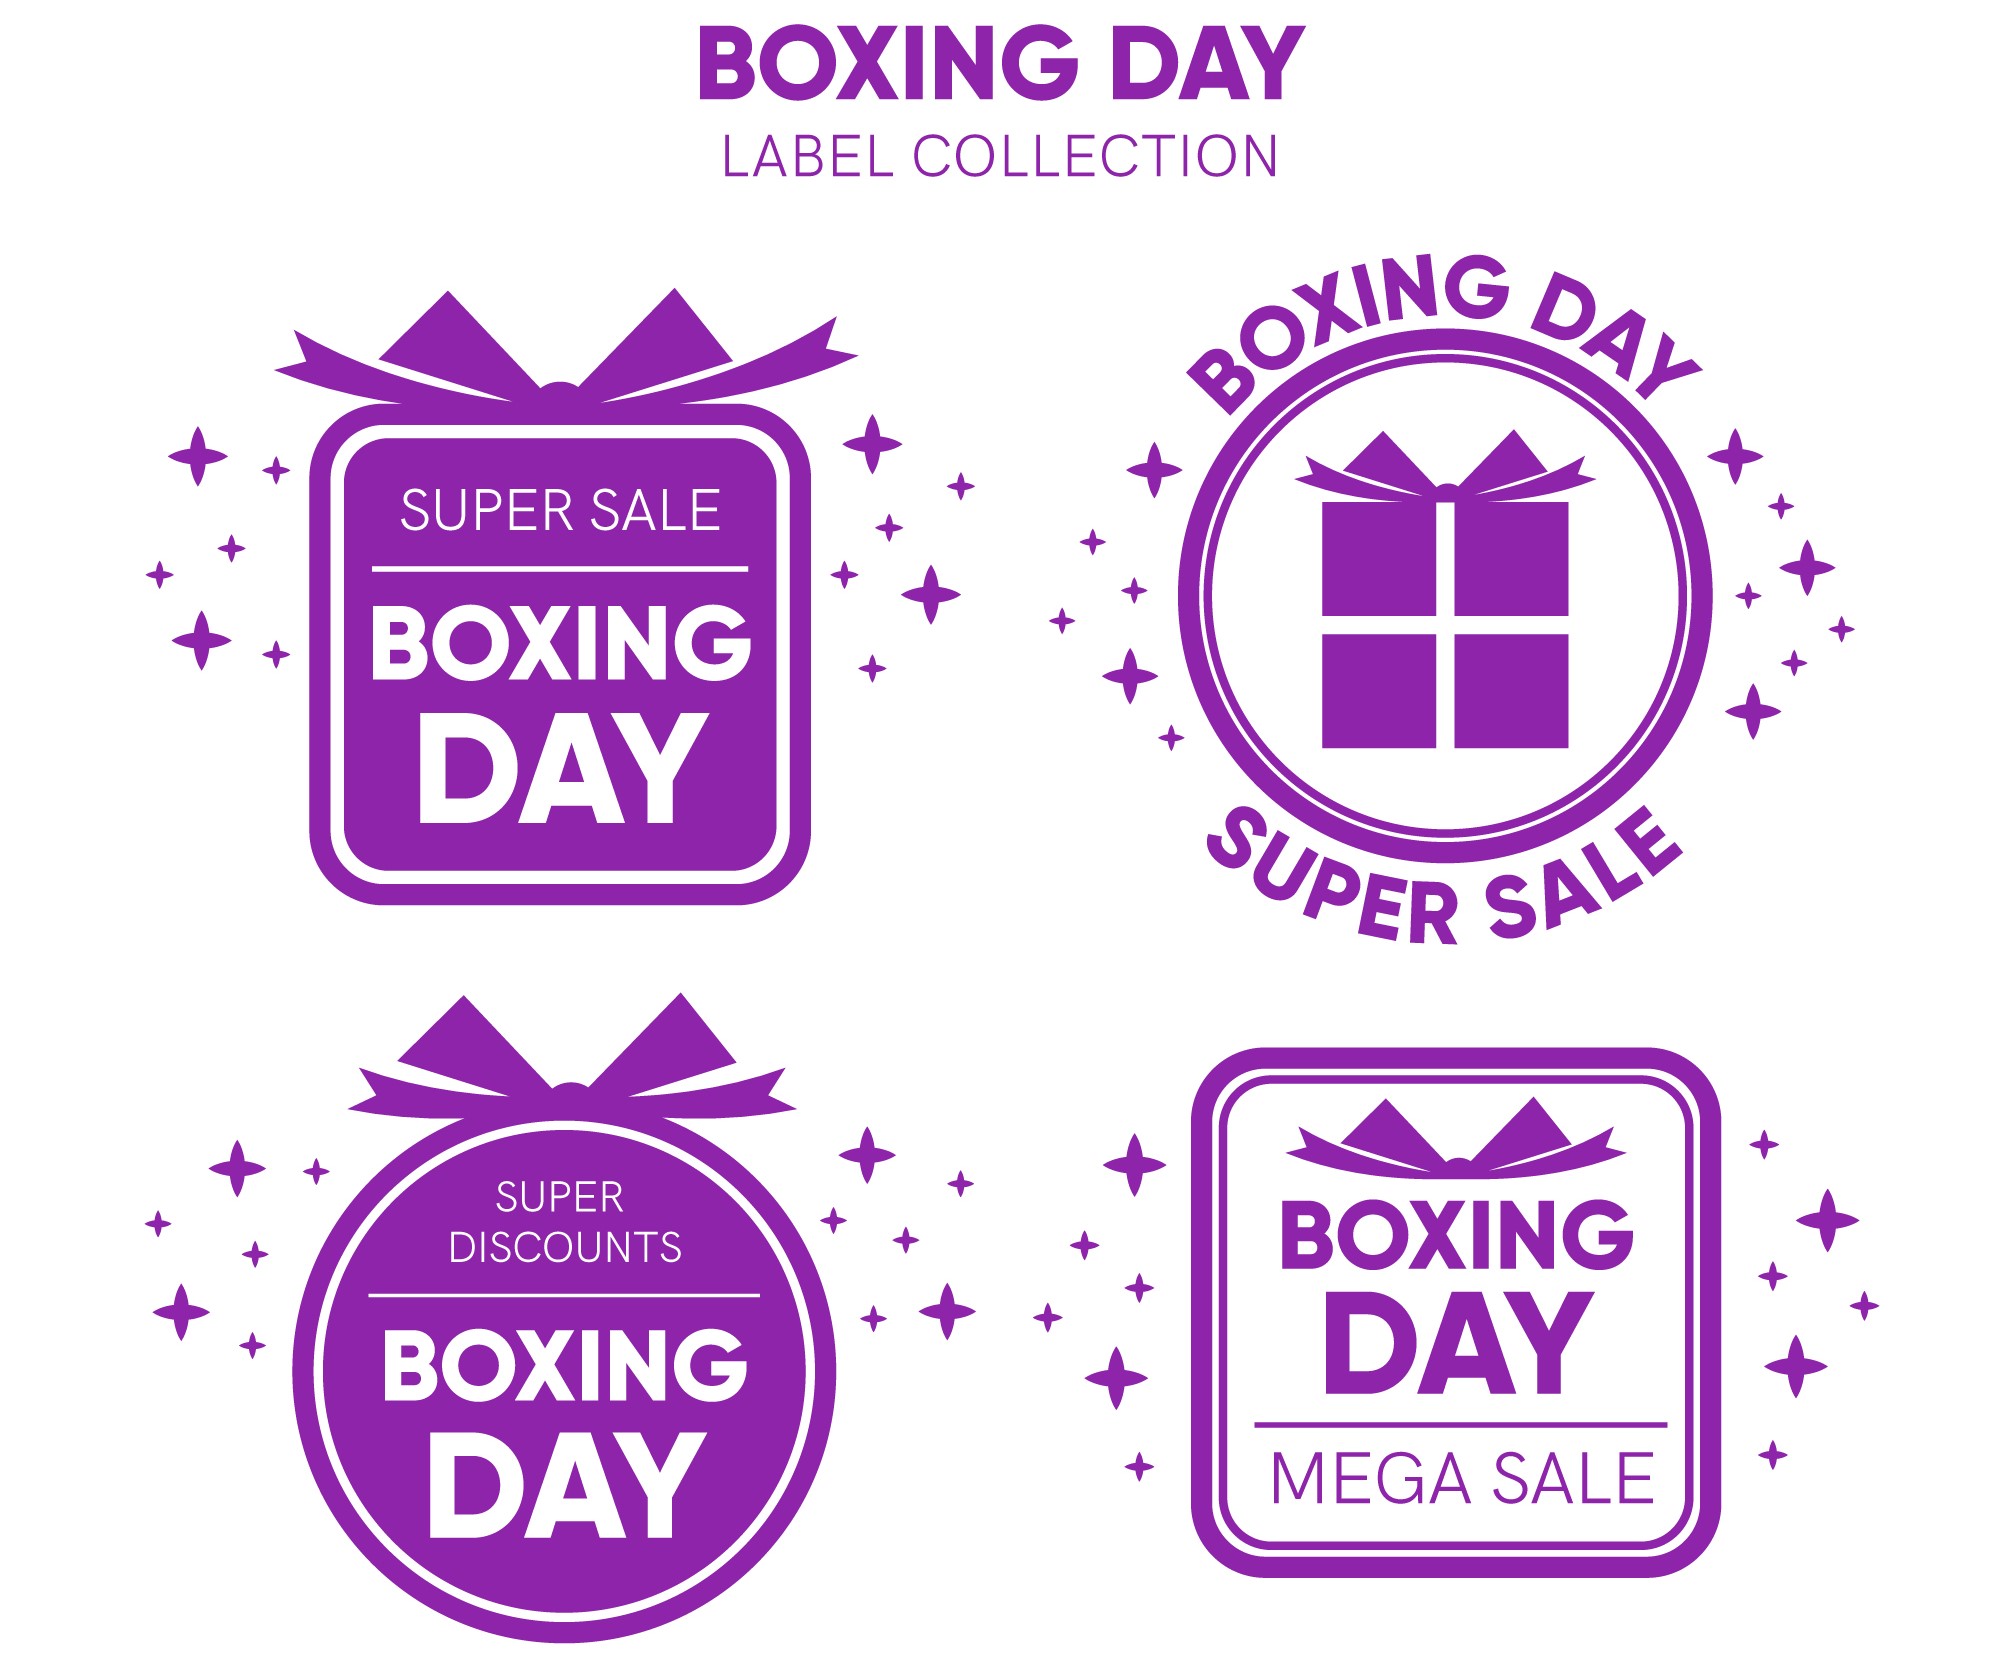 BOXING DAY
LABEL COLLECTION
SUPER SALE
BOXING
DAY
BOXING DAY
SUPER SALE
SUPER
DISCOUNTS
BOXING
DAY
BOXING
DAY
MEGA SALE